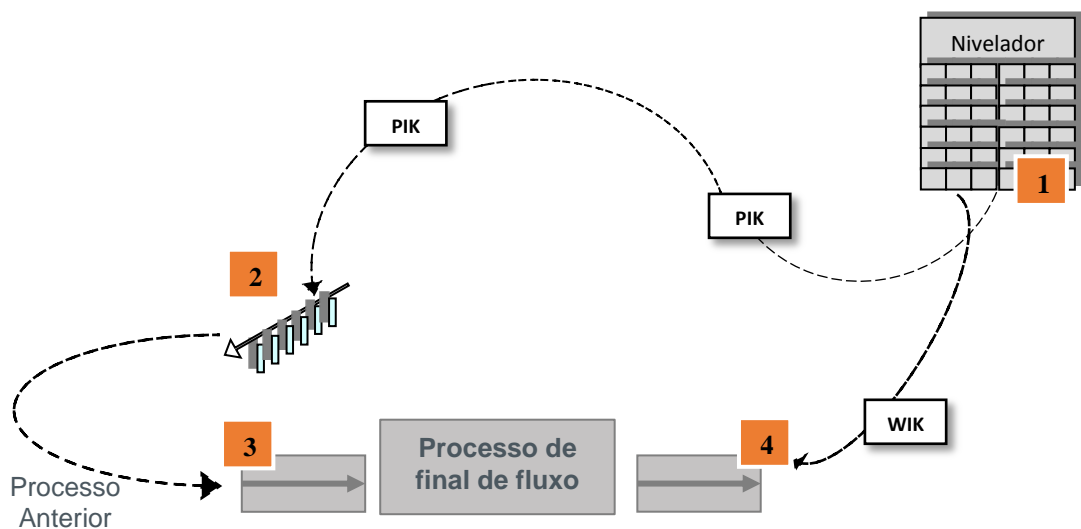 Nivelador
PIK
1
PIK
2
WIK
3
Processo de
final de fluxo
4
Processo
Anterior